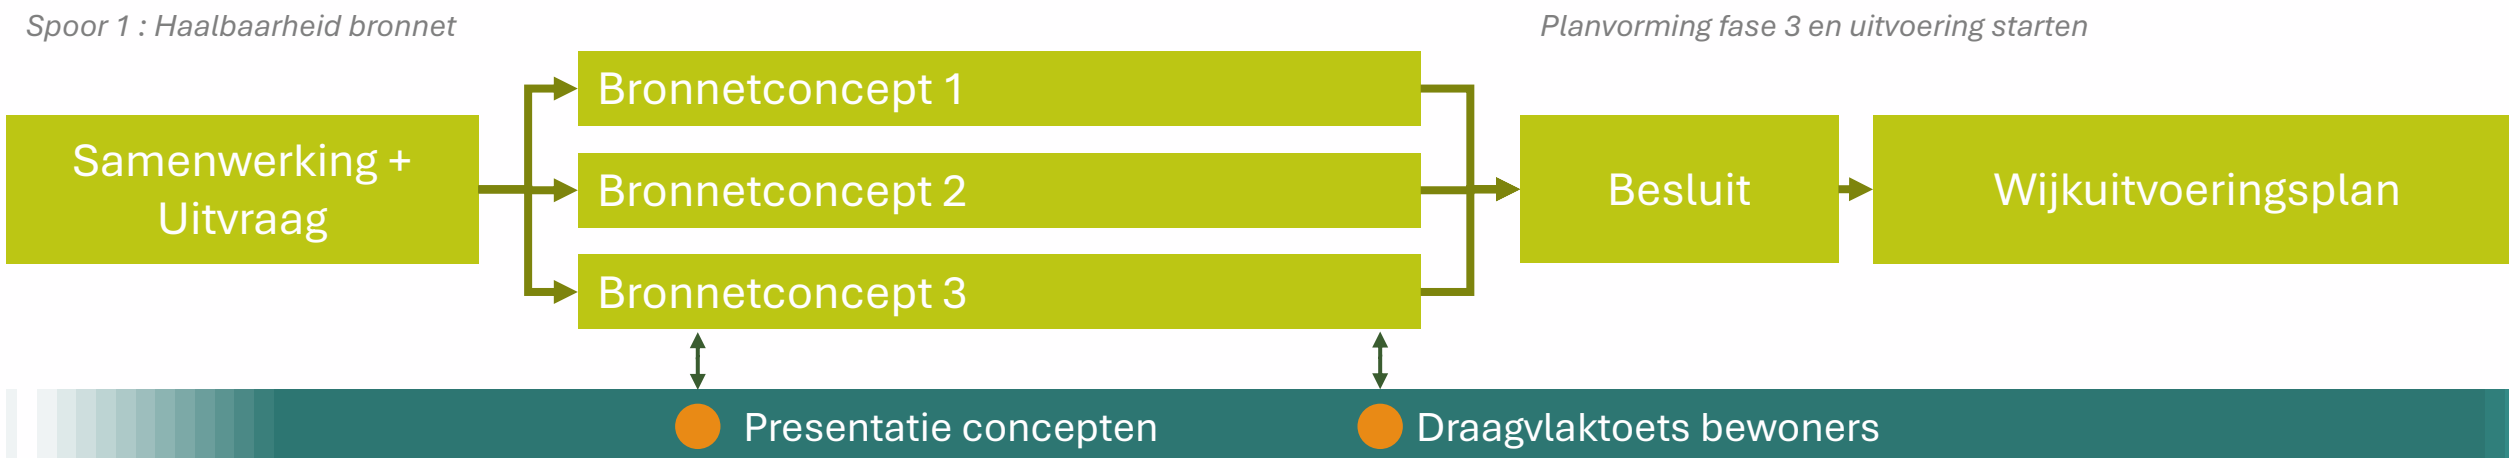 Spoor 1 : Haalbaarheid bronnet
Planvorming fase 3 en uitvoering starten
Samenwerking +
Uitvraag
Bronnetconcept 1
Bronnetconcept 2
Bronnetconcept 3
Besluit
Wijkuitvoeringsplan
Presentatie concepten
Draagvlaktoets bewoners